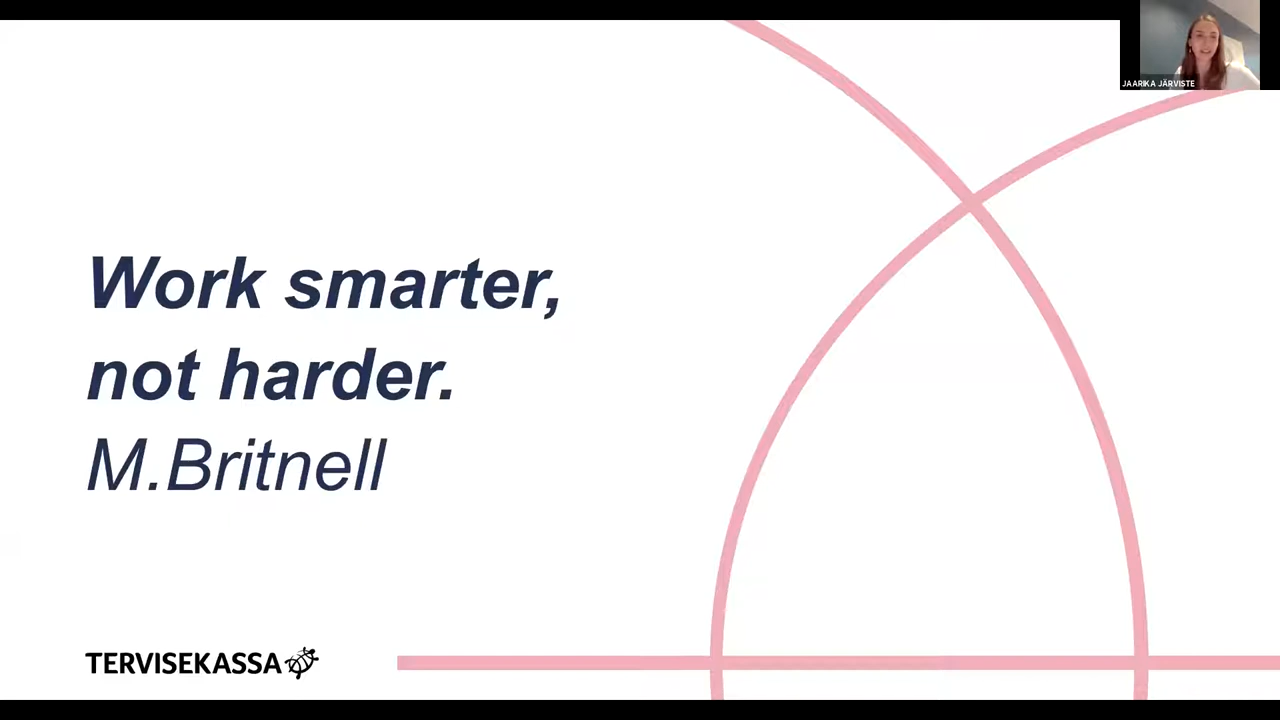 JAARIKA JÄRVISTE
Work smarter,
not harder.
M.Britnell
TERVISEKASSA